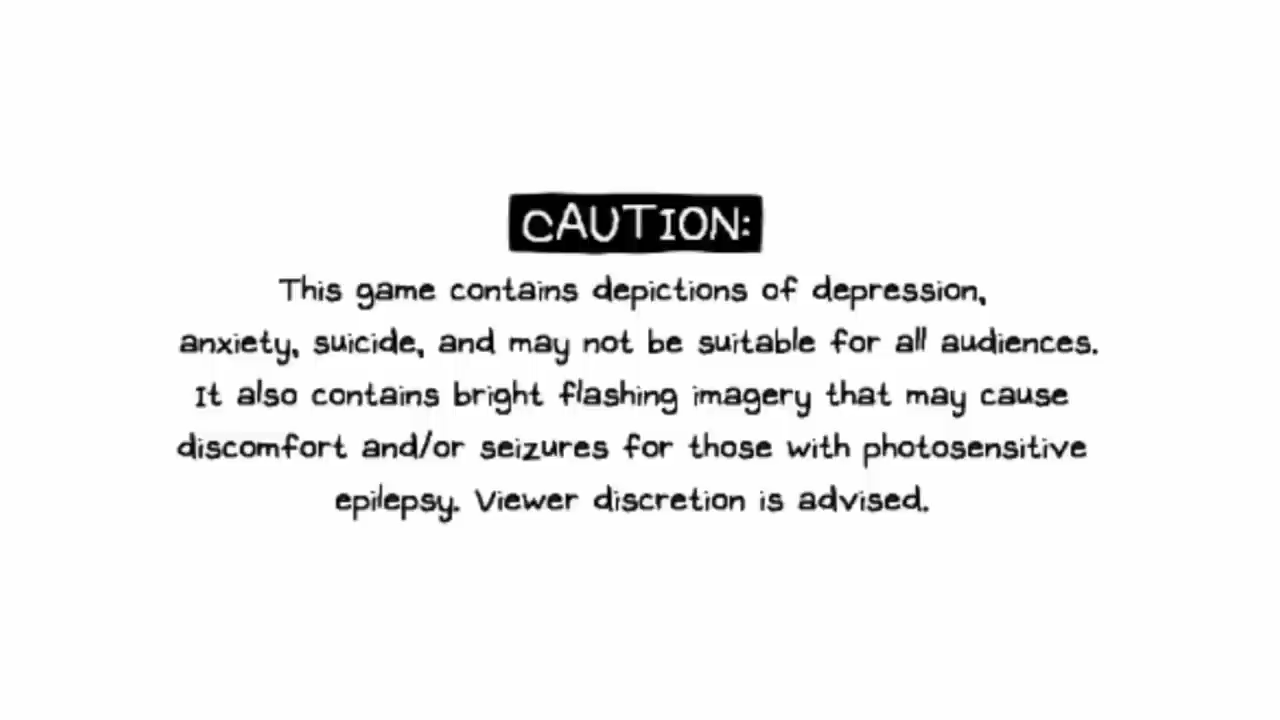 CAUTION:
This game contains depictions of depression,
anxiety, suicide, and may not be suitable for all audiences.
It also contains bright flashing imagery that may cause
discomfort and/or seizures for those with photosensitive
epilepsy. Viewer discretion is advised.